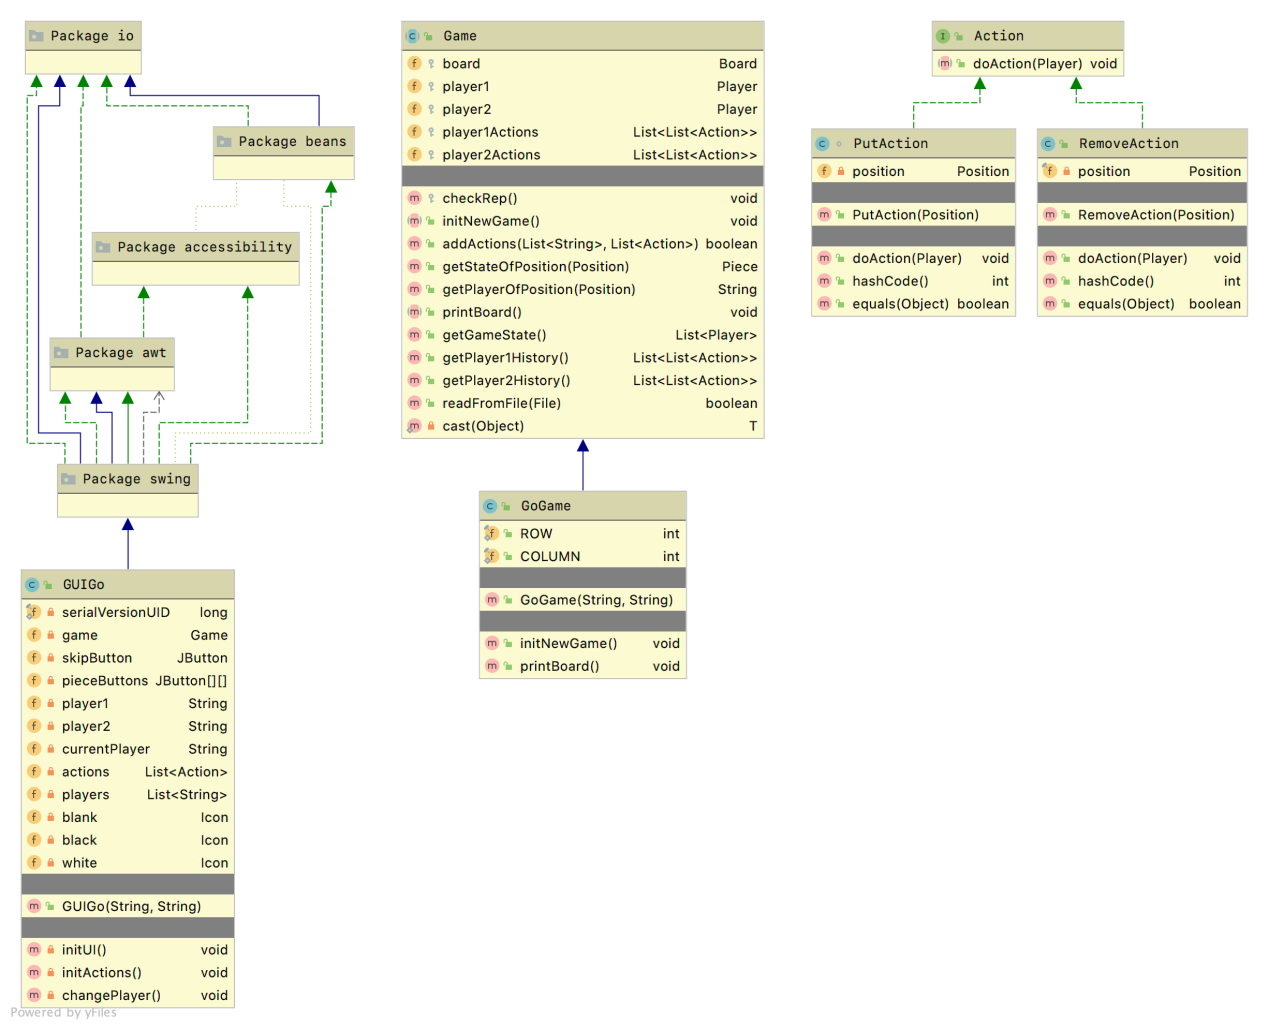 Package io
Package beans
Package accessibility
Package awt
Package swing
GUIGo
serialVersionUID long
game Game
skipButton JButton
pieceButtons JButton[][]
player1 String
player2 String
currentPlayer String
actions List<Action>
players List<String>
blank Icon
black Icon
white Icon
GUIGo(String, String)
initUI() void
initActions() void
changePlayer() void
Game
board Board
player1 Player
player2 Player
player1Actions List<List<Action>>
player2Actions List<List<Action>>
checkRep() void
initNewGame() void
addActions(List<String>, List<Action>) boolean
getStateOfPosition(Position) Piece
getPlayerOfPosition(Position) String
printBoard() void
getGameState() List<Player>
getPlayer1History() List<List<Action>>
getPlayer2History() List<List<Action>>
readFromFile(File) boolean
cast(Object) T
GoGame
ROW int
COLUMN int
GoGame(String, String)
initNewGame() void
printBoard() void
Action
doAction(Player) void
PutAction
position Position
PutAction(Position)
doAction(Player) void
hashCode() int
equals(Object) boolean
RemoveAction
position Position
RemoveAction(Position)
doAction(Player) void
hashCode() int
equals(Object) boolean
Powered by yFiles